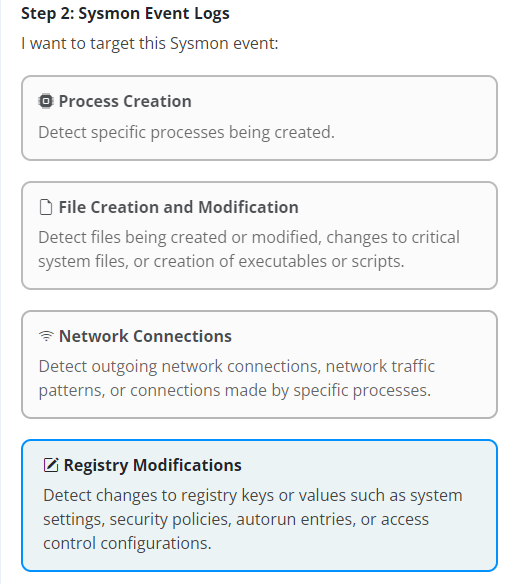 Step 2: Sysmon Event Logs
I want to target this Sysmon event:
Process Creation
Detect specific processes being created.
File Creation and Modification
Detect files being created or modified, changes to critical
system files, or creation of executables or scripts.
Network Connections
Detect outgoing network connections, network traffic
patterns, or connections made by specific processes.
Registry Modifications
Detect changes to registry keys or values such as system
settings, security policies, autorun entries, or access
control configurations.